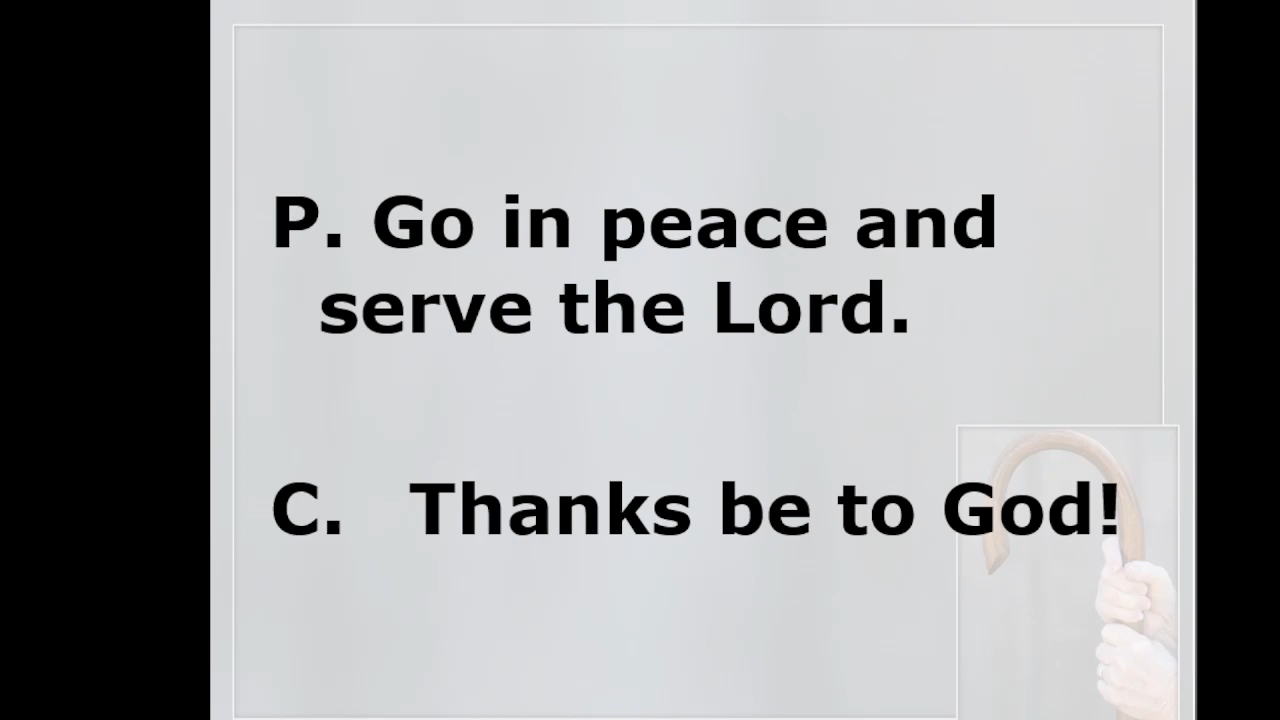 P. Go in peace and
serve the Lord.
C. Thanks be to God!